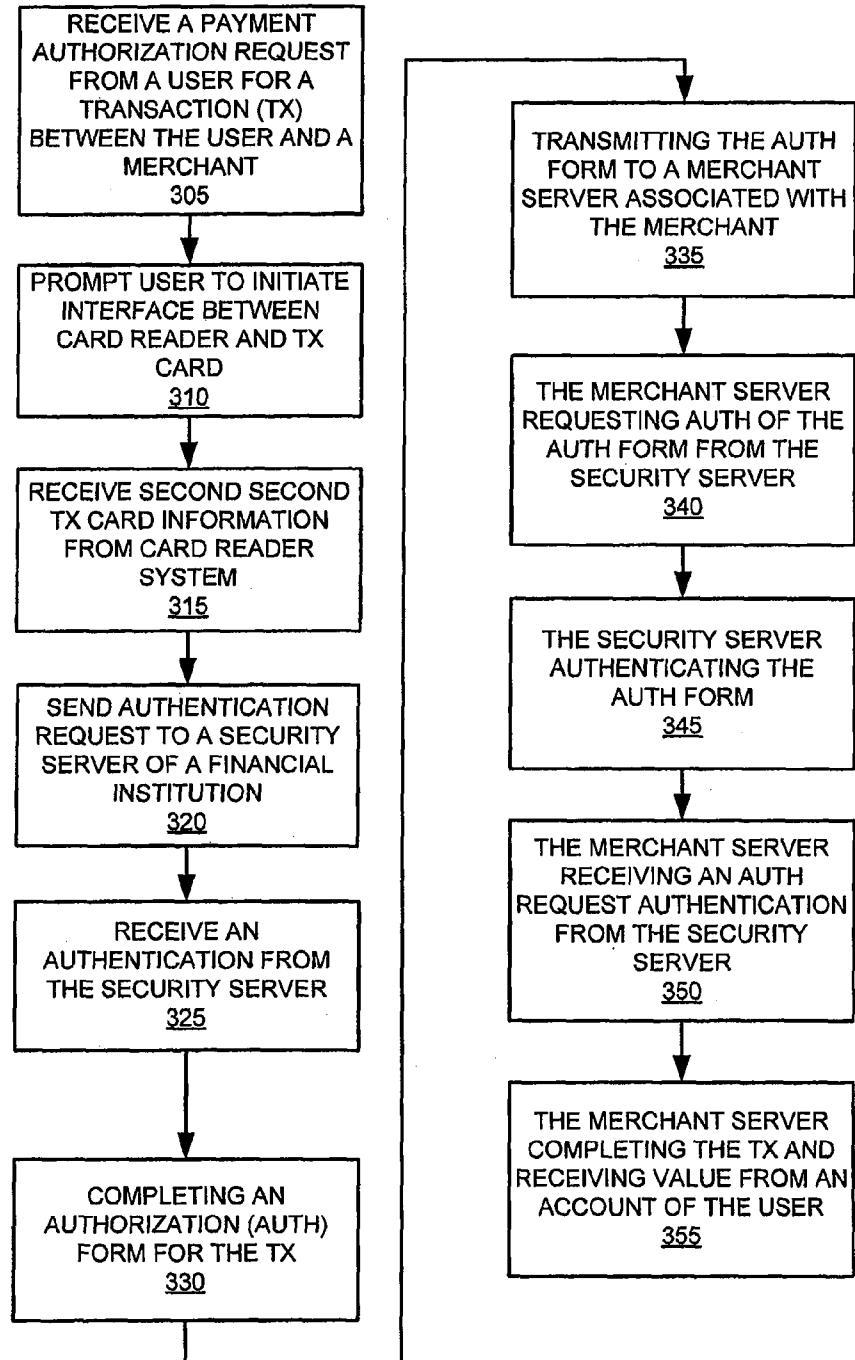 RECEIVE A PAYMENT
AUTHORIZATION REQUEST
FROM A USER FOR A
TRANSACTION (TX)
BETWEEN THE USER AND A
MERCHANT
305
PROMPT USER TO INITIATE
INTERFACE BETWEEN
CARD READER AND TX
CARD
310
RECEIVE SECOND SECOND
TX CARD INFORMATION
FROM CARD READER
SYSTEM
315
SEND AUTHENTICATION
REQUEST TO A SECURITY
SERVER OF A FINANCIAL
INSTITUTION
320
RECEIVE AN
AUTHENTICATION FROM
THE SECURITY SERVER
325
COMPLETING AN
AUTHORIZATION (AUTH)
FORM FOR THE TX
330
TRANSMITTING THE AUTH
FORM TO A MERCHANT
SERVER ASSOCIATED WITH
THE MERCHANT
335
THE MERCHANT SERVER
REQUESTING AUTH OF THE
AUTH FORM FROM THE
SECURITY SERVER
340
THE SECURITY SERVER
AUTHENTICATING THE
AUTH FORM
345
THE MERCHANT SERVER
RECEIVING AN AUTH
REQUEST AUTHENTICATION
FROM THE SECURITY
SERVER
350
THE MERCHANT SERVER
COMPLETING THE TX AND
RECEIVING VALUE FROM AN
ACCOUNT OF THE USER
355